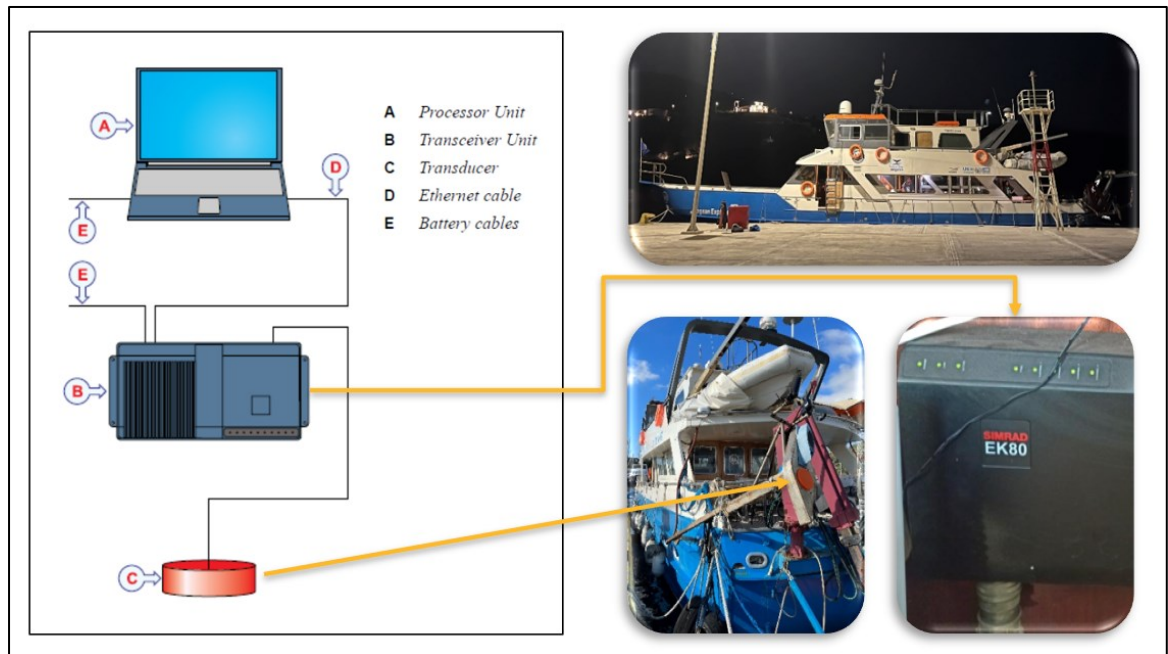 A Processor Unit
B Transceiver Unit
C Transducer
D Ethernet cable
E Battery cables
A
D
E
E
B
C
SIMRAD
EK80